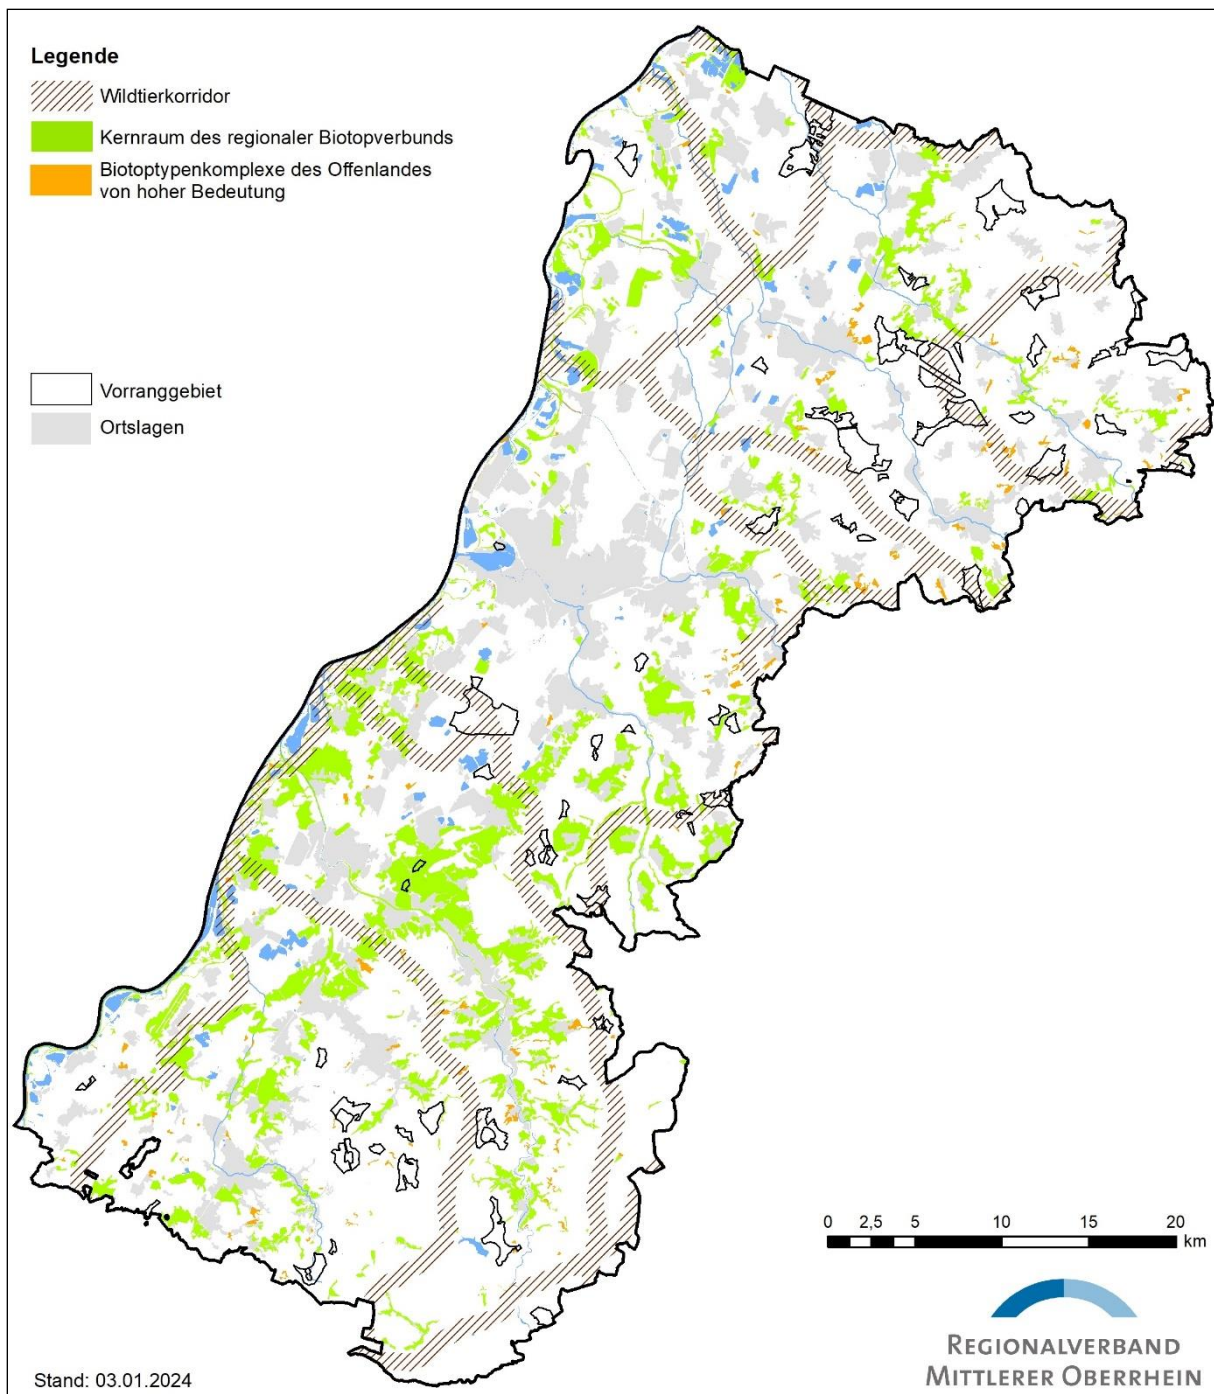 Legende
Wildtierkorridor
Kernraum des regionaler Biotopverbunds
Biotoptypenkomplexe des Offenlandes
von hoher Bedeutung
Vorranggebiet
Ortslagen
0 2,5 5 10 15 20
km
REGIONALVERBAND
MITTLERER OBERRHEIN
Stand: 03.01.2024